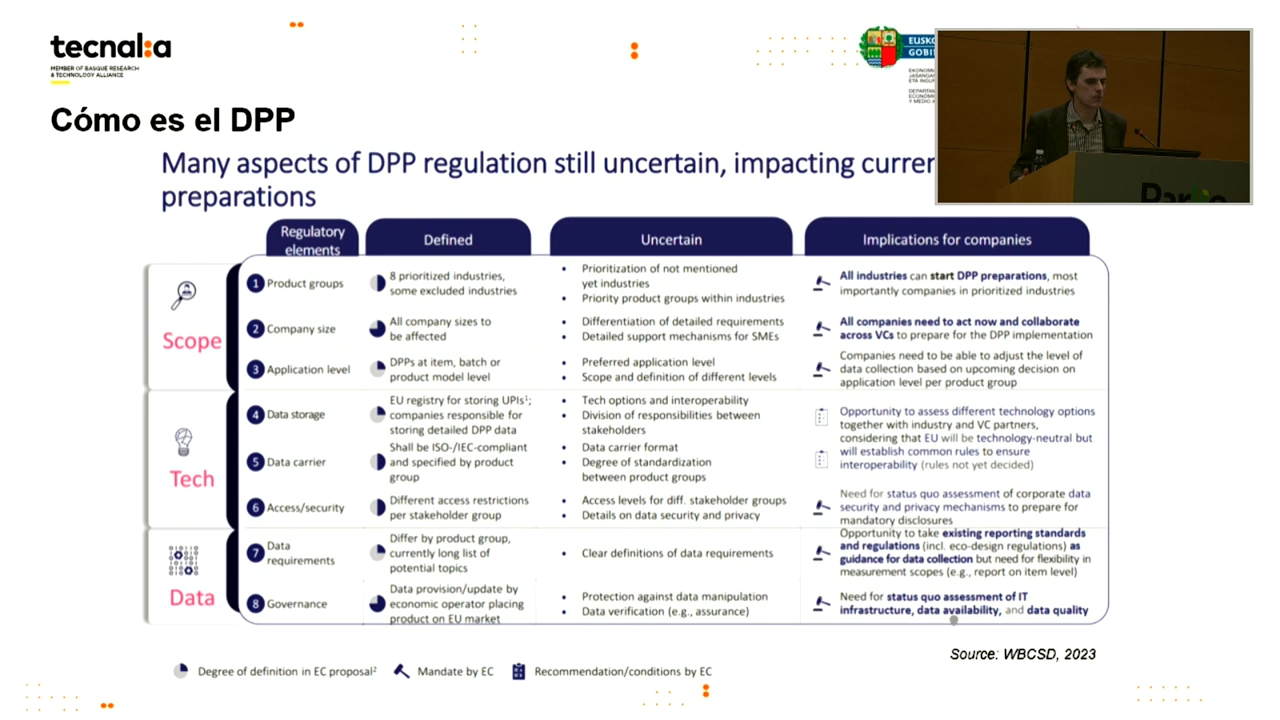 tecnal:a
MEMBER OF BASQUE RESEARCH
& TECHNOLOGY ALLIANCE
Cómo es el DPP
Many aspects of DPP regulation still uncertain, impacting
preparations
Regulatory
elements
Defined
Uncertain
Implications for companies
Scope
1 Product groups
8 prioritized industries,
some excluded industries
• Prioritization of not mentioned
yet industries
• Priority product groups within industries
All industries can start DPP preparations, most
importantly companies in prioritized industries
2 Company size
All company sizes to
be affected
• Differentiation of detailed requirements
• Detailed support mechanisms for SMEs
All companies need to act now and collaborate
across VCs to prepare for the DPP implementation
3 Application level
DPPs at item, batch or
product model level
• Preferred application level
• Scope and definition of different levels
Companies need to be able to adjust the level of
data collection based on upcoming decision on
application level per product group
Tech
4 Data storage
EU registry for storing UPIs¹;
companies responsible for
storing detailed DPP data
• Tech options and interoperability
• Division of responsibilities between
stakeholders
Opportunity to assess different technology options
together with industry and VC partners,
considering that EU will be technology-neutral but
will establish common rules to ensure
interoperability (rules not yet decided)
5 Data carrier
Shall be ISO-/IEC-compliant
and specified by product
group
• Data carrier format
• Degree of standardization
between product groups
6 Access/security
Different access restrictions
per stakeholder group
• Access levels for diff. stakeholder groups
• Details on data security and privacy
Need for status quo assessment of corporate data
security and privacy mechanisms to prepare for
mandatory disclosures
Data
7 Data
requirements
Differ by product group,
currently long list of
potential topics
• Clear definitions of data requirements
Opportunity to take existing reporting standards
and regulations (incl. eco-design regulations) as
guidance for data collection but need for flexibility in
measurement scopes (e.g., report on item level)
8 Governance
Data provision/update by
economic operator placing
product on EU market
• Protection against data manipulation
• Data verification (e.g., assurance)
Need for status quo assessment of IT
infrastructure, data availability, and data quality
Source: WBCSD, 2023
Degree of definition in EC proposal²
Mandate by EC
Recommendation/conditions by EC